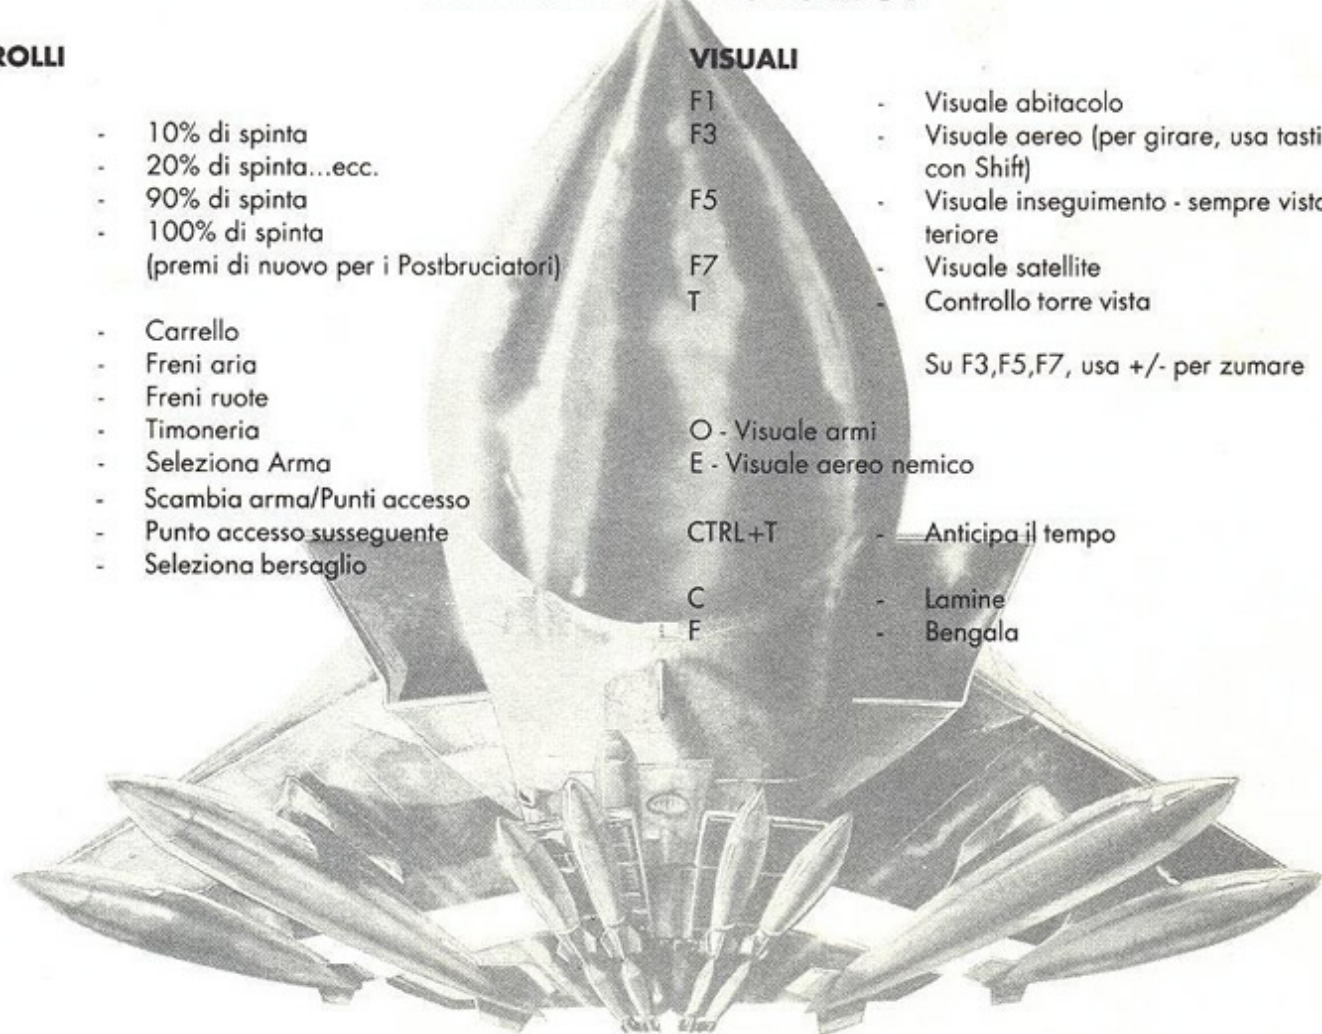 ROLLI
- 10% di spinta
- 20% di spinta...ecc.
- 90% di spinta
- 100% di spinta
(premi di nuovo per i Postbruciatori)
- Carrello
- Freni aria
- Freni ruote
- Timoneria
- Seleziona Arma
- Scambia arma/Punti accesso
- Punto accesso susseguente
- Seleziona bersaglio
VISUALI
F1 - Visuale abitacolo
F3 - Visuale aereo (per girare, usa tasti
con Shift)
F5 - Visuale inseguimento - sempre vista
teriore
F7 - Visuale satellite
T - Controllo torre vista
Su F3,F5,F7, usa +/- per zumare
O - Visuale armi
E - Visuale aereo nemico
CTRL+T - Anticipa il tempo
C - Lamine
F - Bengala